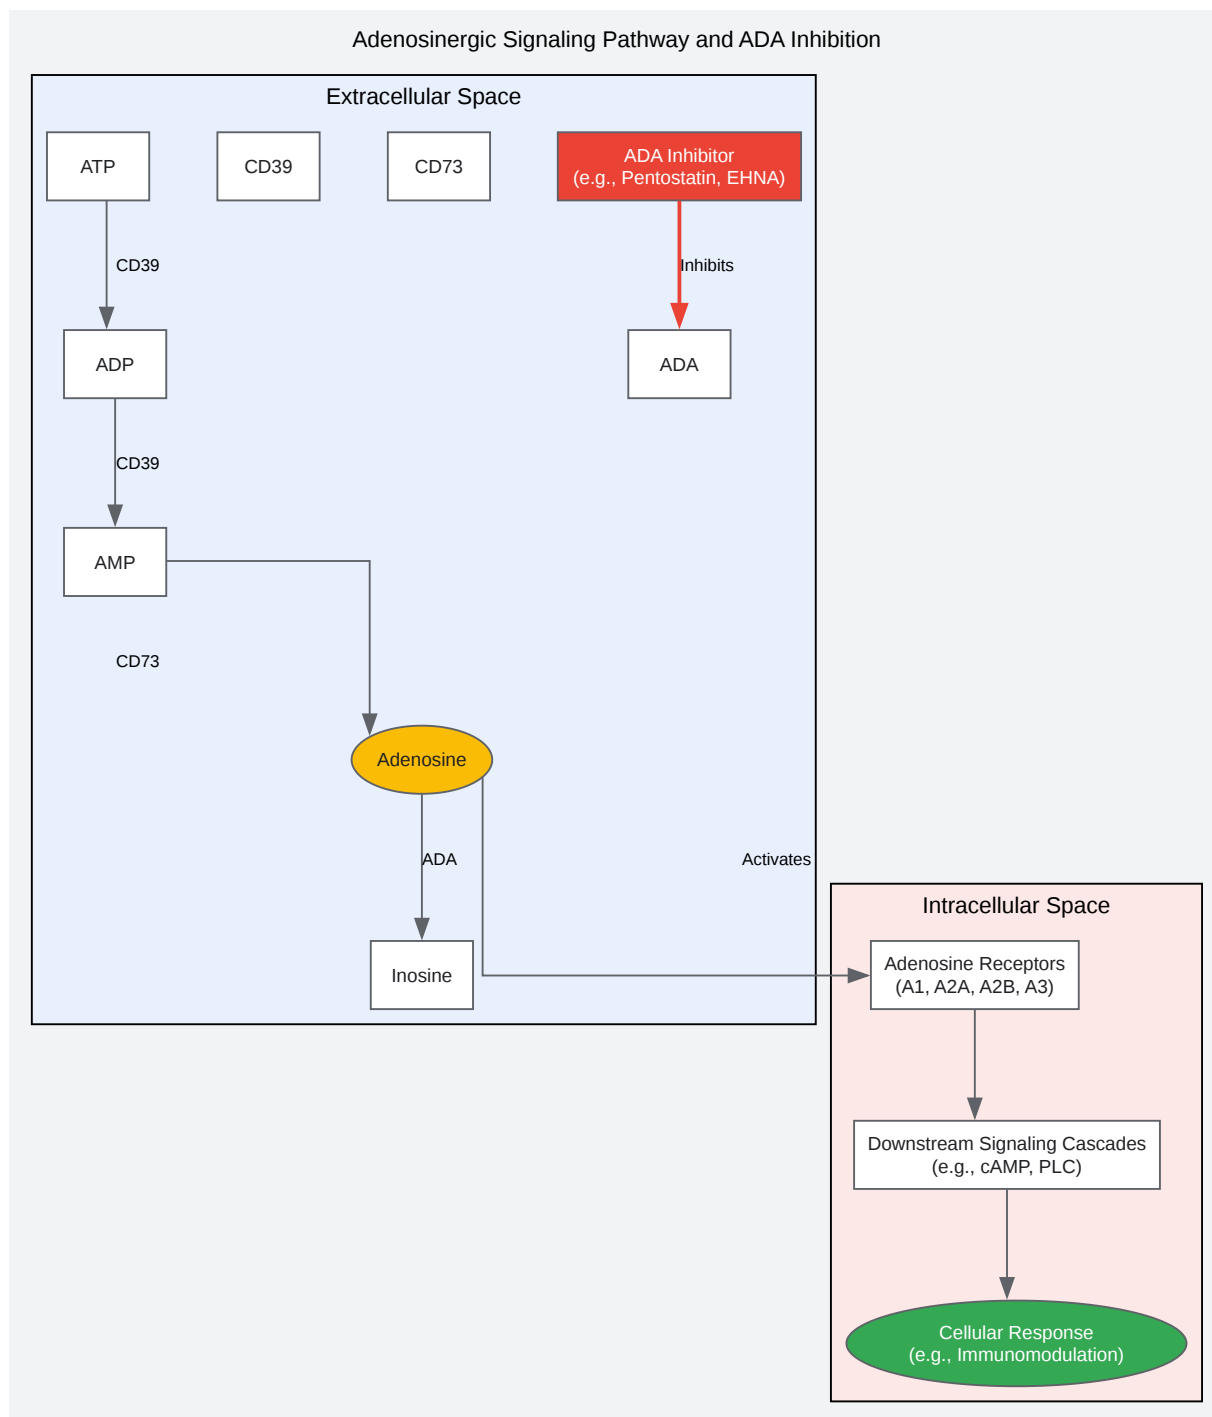 Adenosinergic Signaling Pathway and ADA Inhibition
Extracellular Space
ATP
CD39
CD73
ADA Inhibitor
(e.g., Pentostatin, EHNA)
CD39
Inhibits
ADP
ADA
CD39
AMP
CD73
Adenosine
ADA
Activates
Intracellular Space
Inosine
Adenosine Receptors
(A1, A2A, A2B, A3)
Downstream Signaling Cascades
(e.g., cAMP, PLC)
Cellular Response
(e.g., Immunomodulation)